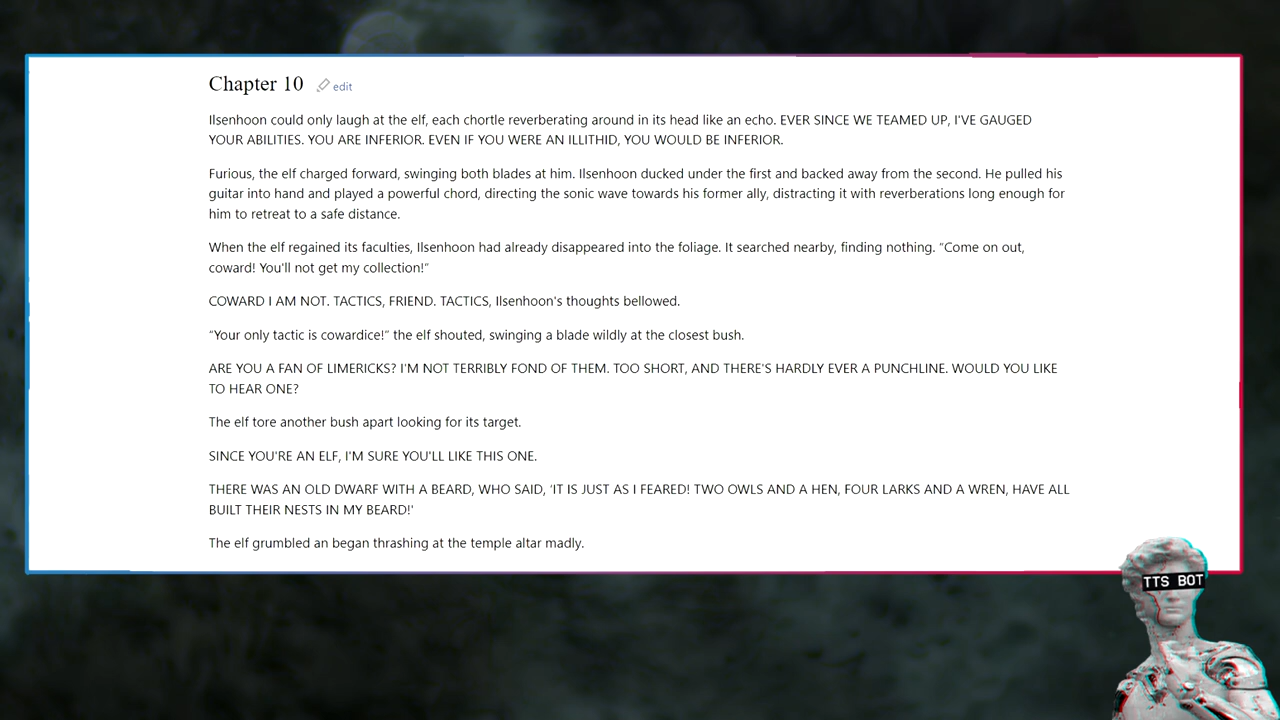 Chapter 10 edit
Ilsenhoon could only laugh at the elf, each chortle reverberating around in its head like an echo. EVER SINCE WE TEAMED UP, I'VE GAUGED
YOUR ABILITIES. YOU ARE INFERIOR. EVEN IF YOU WERE AN ILLITHID, YOU WOULD BE INFERIOR.
Furious, the elf charged forward, swinging both blades at him. Ilsenhoon ducked under the first and backed away from the second. He pulled his
guitar into hand and played a powerful chord, directing the sonic wave towards his former ally, distracting it with reverberations long enough for
him to retreat to a safe distance.
When the elf regained its faculties, Ilsenhoon had already disappeared into the foliage. It searched nearby, finding nothing. “Come on out,
coward! You'll not get my collection!”
COWARD I AM NOT. TACTICS, FRIEND. TACTICS, Ilsenhoon's thoughts bellowed.
“Your only tactic is cowardice!” the elf shouted, swinging a blade wildly at the closest bush.
ARE YOU A FAN OF LIMERICKS? I'M NOT TERRIBLY FOND OF THEM. TOO SHORT, AND THERE'S HARDLY EVER A PUNCHLINE. WOULD YOU LIKE
TO HEAR ONE?
The elf tore another bush apart looking for its target.
SINCE YOU'RE AN ELF, I'M SURE YOU'LL LIKE THIS ONE.
THERE WAS AN OLD DWARF WITH A BEARD, WHO SAID, 'IT IS JUST AS I FEARED! TWO OWLS AND A HEN, FOUR LARKS AND A WREN, HAVE ALL
BUILT THEIR NESTS IN MY BEARD!'
The elf grumbled an began thrashing at the temple altar madly.
TTS BOT